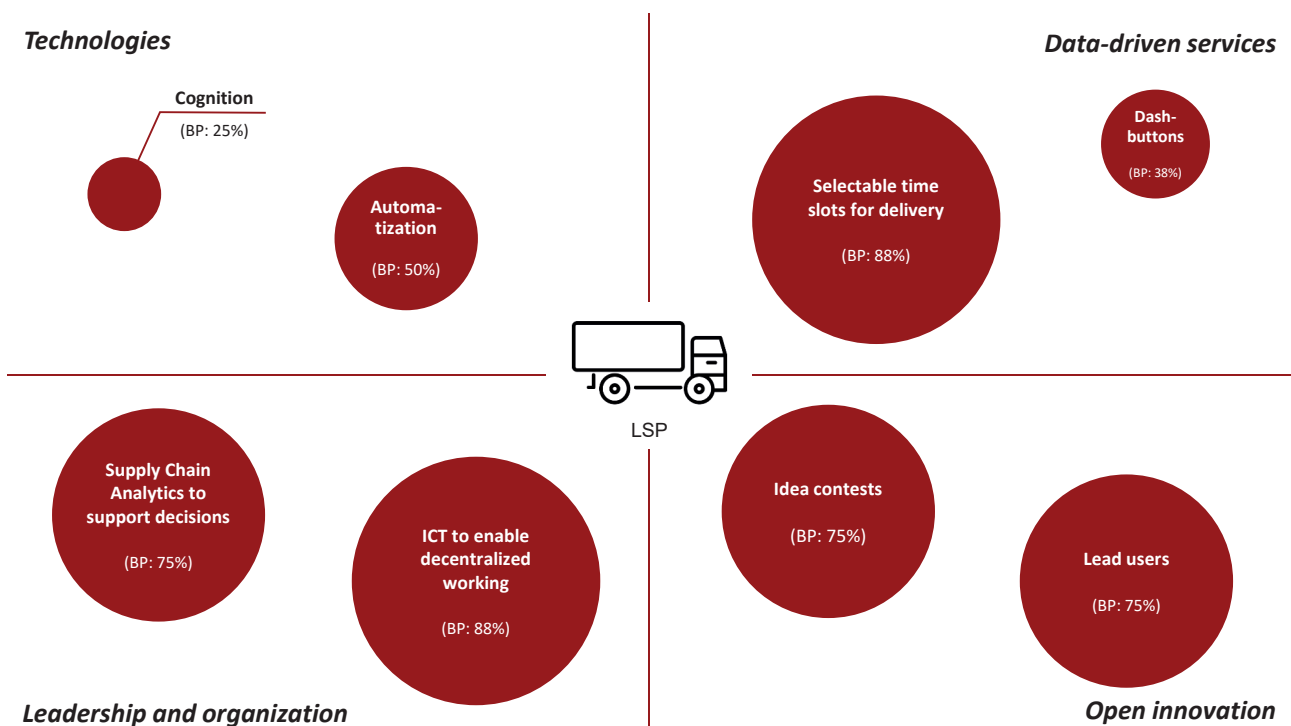 Technologies
Cognition
(BP: 25%)
Automa-
tization
(BP: 50%)
Data-driven services
Selectable time
slots for delivery
(BP: 88%)
Dash-
buttons
(BP: 38%)
LSP
Supply Chain
Analytics to
support decisions
(BP: 75%)
ICT to enable
decentralized
working
(BP: 88%)
Leadership and organization
Idea contests
(BP: 75%)
Lead users
(BP: 75%)
Open innovation